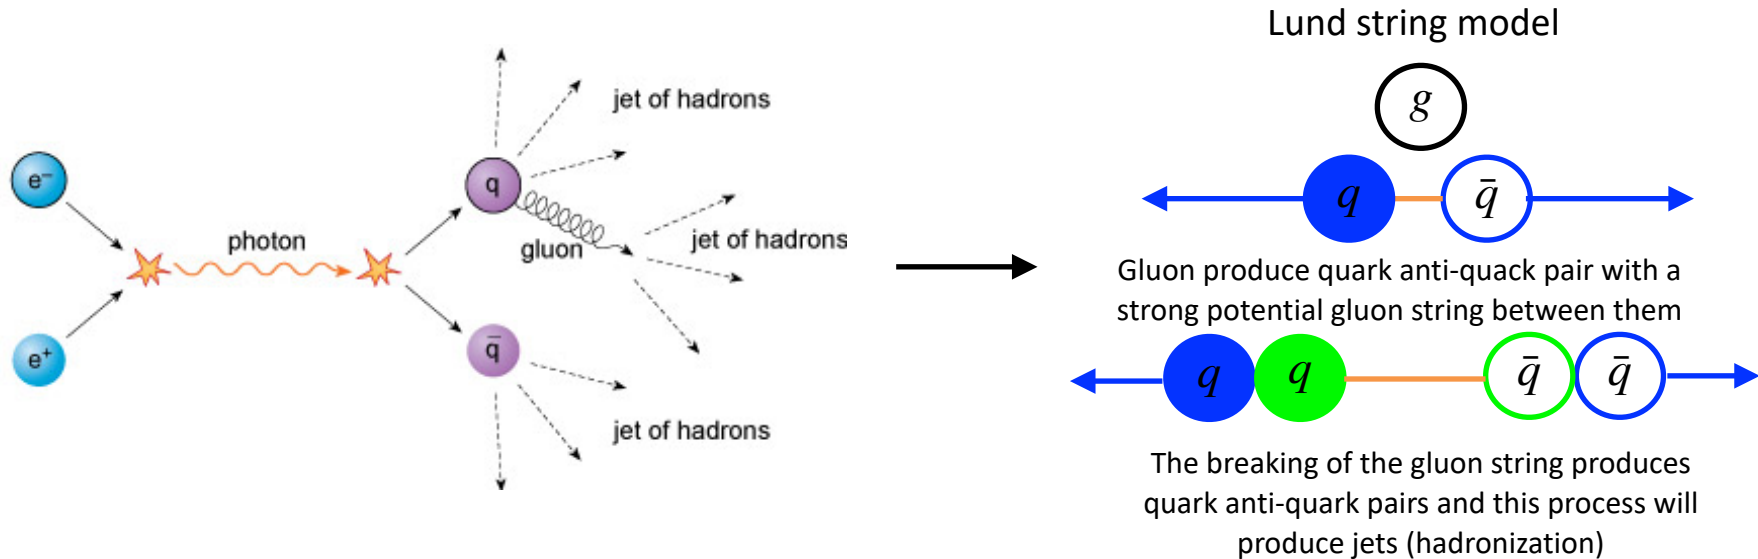 jet of hadrons
e⁻
q
photon
gluon
jet of hadrons
e⁺
q̄
jet of hadrons
Lund string model
g
q q̄
Gluon produce quark anti-quack pair with a
strong potential gluon string between them
q q q̄ q̄
The breaking of the gluon string produces
quark anti-quark pairs and this process will
produce jets (hadronization)